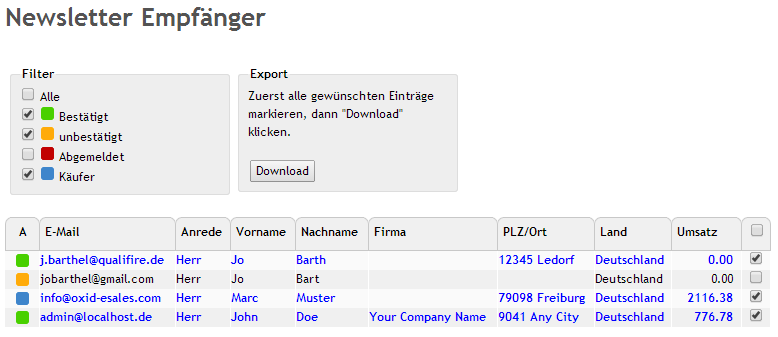 Newsletter Empfänger
Filter
Alle
Bestätigt
unbestätigt
Abgemeldet
Käufer
Export
Zuerst alle gewünschten Einträge
markieren, dann "Download"
klicken.
Download
A E-Mail Anrede Vorname Nachname Firma PLZ/Ort Land Umsatz
j.barthel@qualifire.de Herr Jo Barth 12345 Ledorf Deutschland 0.00
jobarthel@gmail.com Herr Jo Bart Deutschland 0.00
info@oxid-esales.com Herr Marc Muster 79098 Freiburg Deutschland 2116.38
admin@localhost.de Herr John Doe Your Company Name 9041 Any City Deutschland 776.78